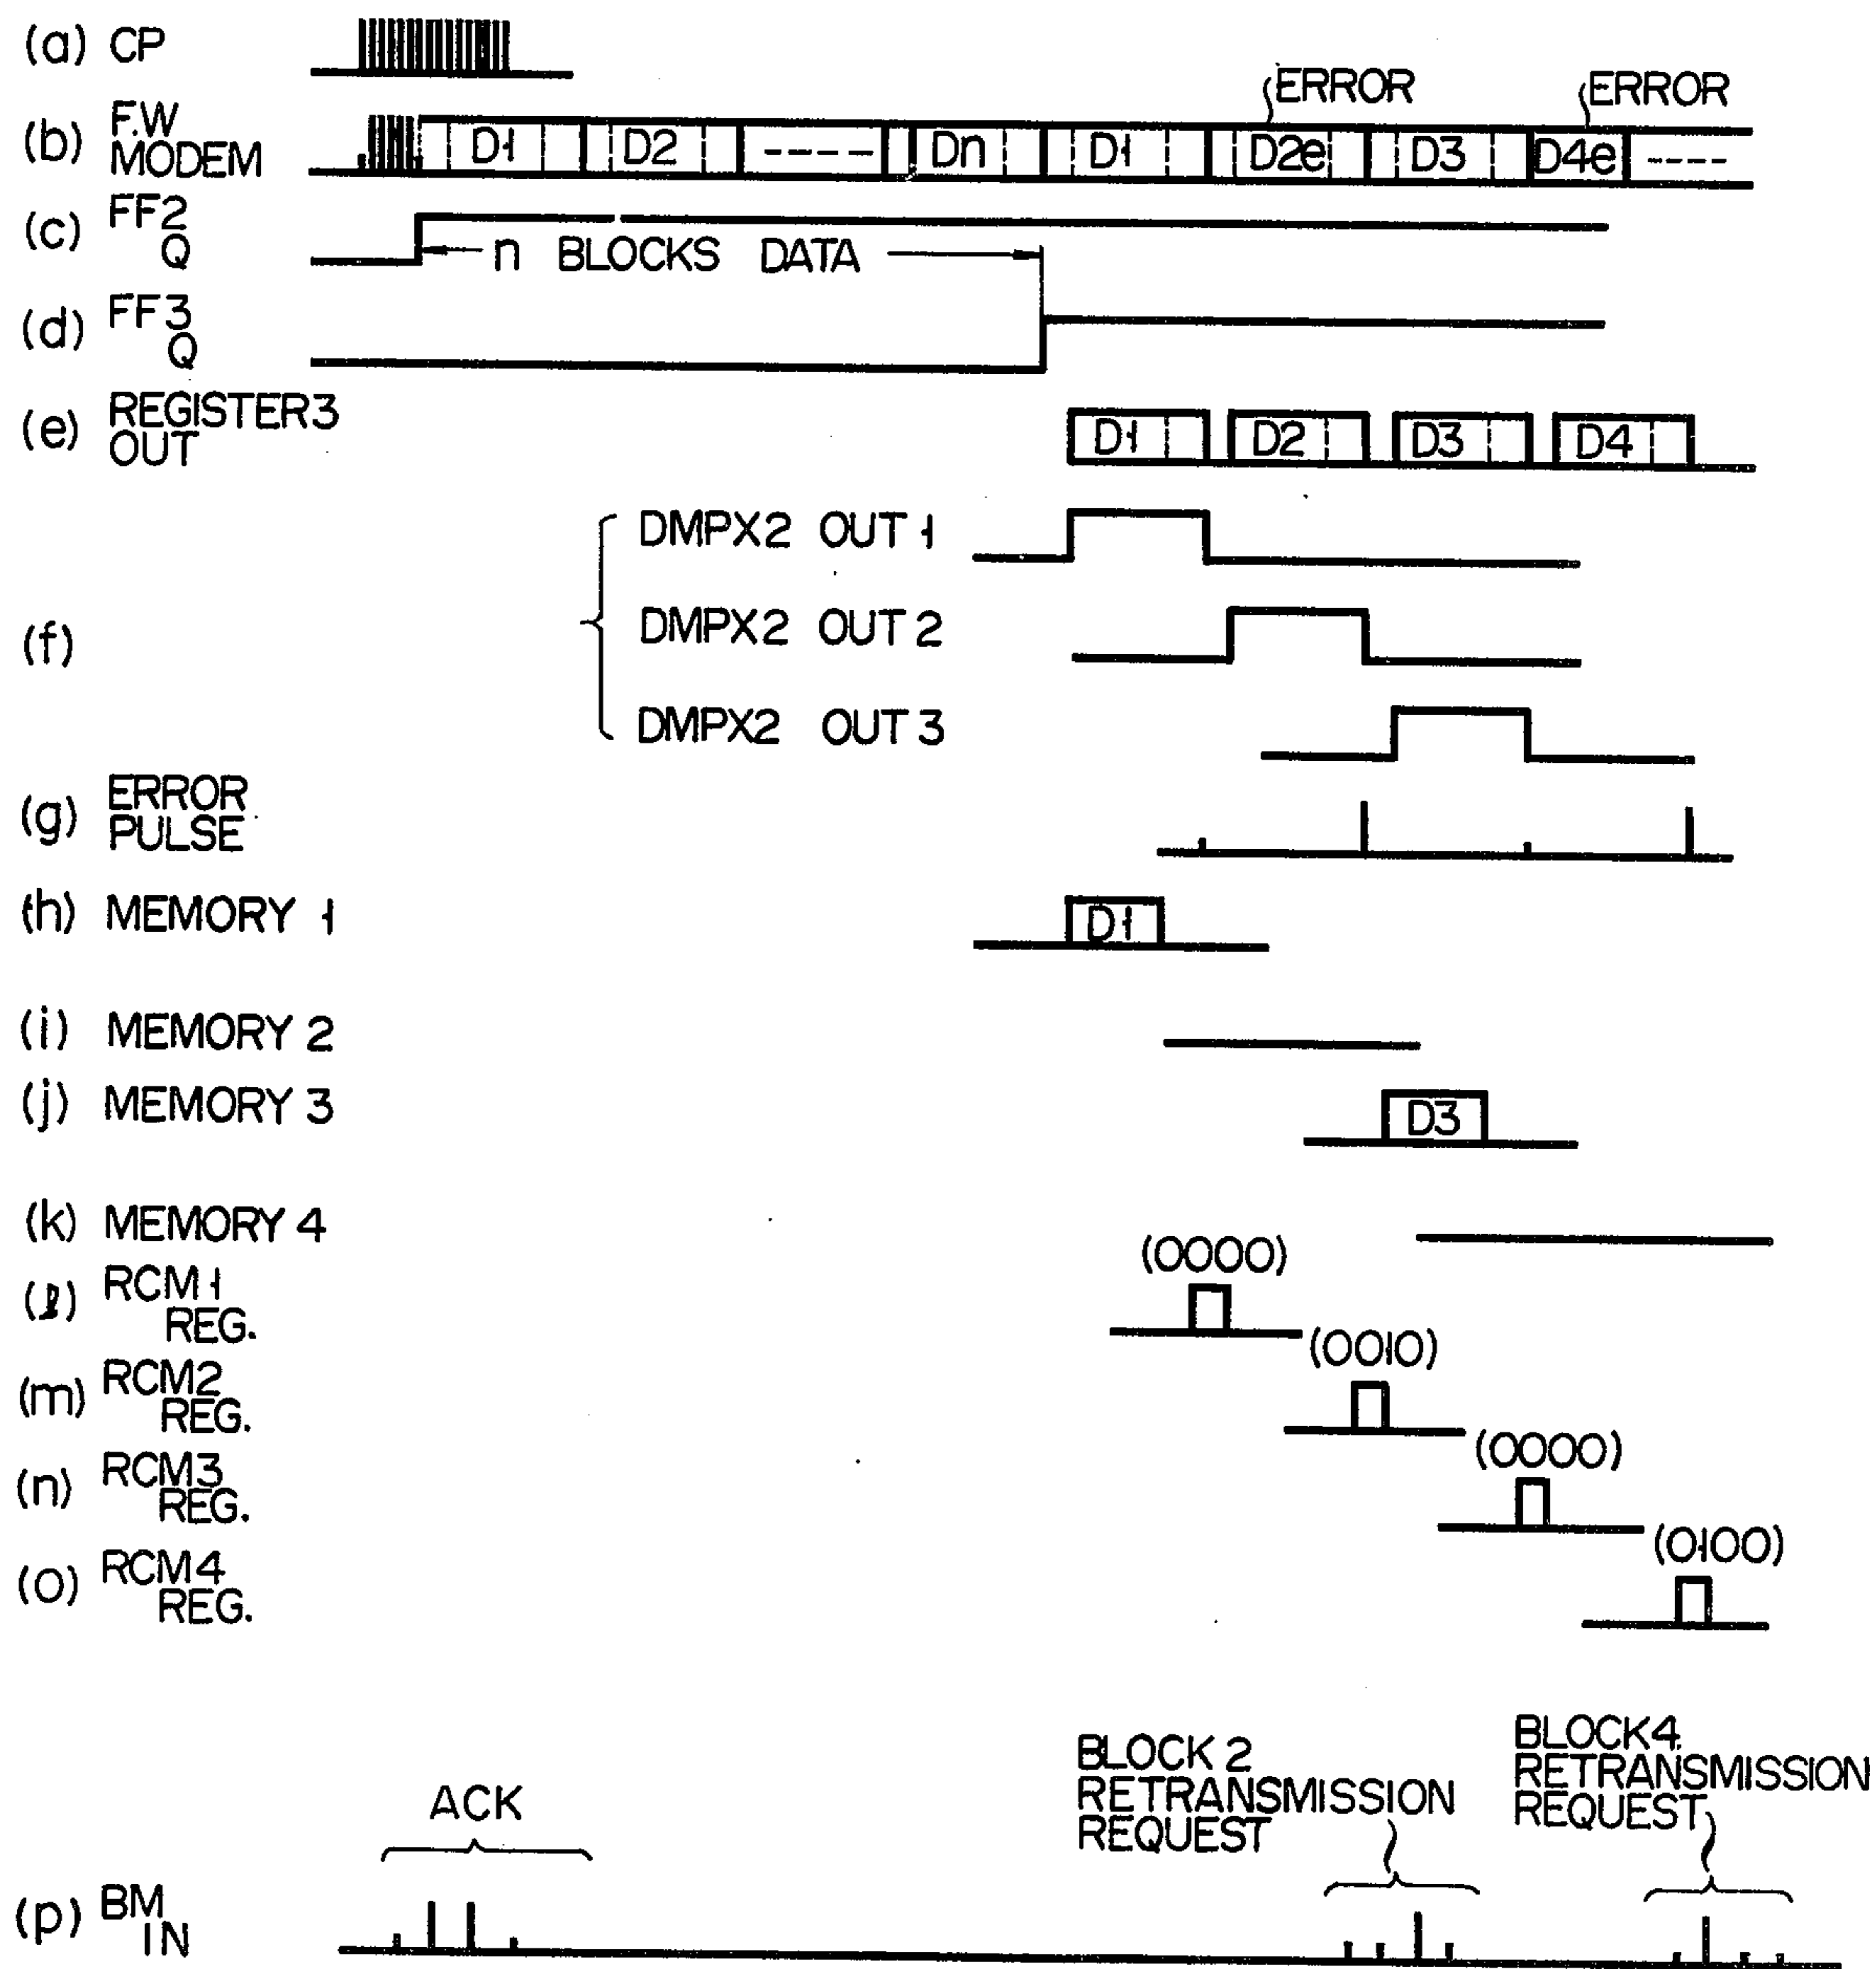 (a) CP
ERROR ERROR
(b) F.W
MODEM
D1 D2 ----- Dn D1 D2e D3 D4e ----
(c) FF2
Q
n BLOCKS DATA
(d) FF3
Q
(e) REGISTER3
OUT
D1 D2 D3 D4
(f)
DMPX2 OUT 1
DMPX2 OUT 2
DMPX2 OUT 3
(g) ERROR
PULSE
(h) MEMORY 1
D1
(i) MEMORY 2
(j) MEMORY 3
D3
(k) MEMORY 4
(0000)
(l) RCM1
REG.
(0010)
(m) RCM2
REG.
(0000)
(n) RCM3
REG.
(0100)
(o) RCM4
REG.
BLOCK 2
RETRANSMISSION
REQUEST
BLOCK4.
RETRANSMISSION
REQUEST
ACK
(p) BM
IN